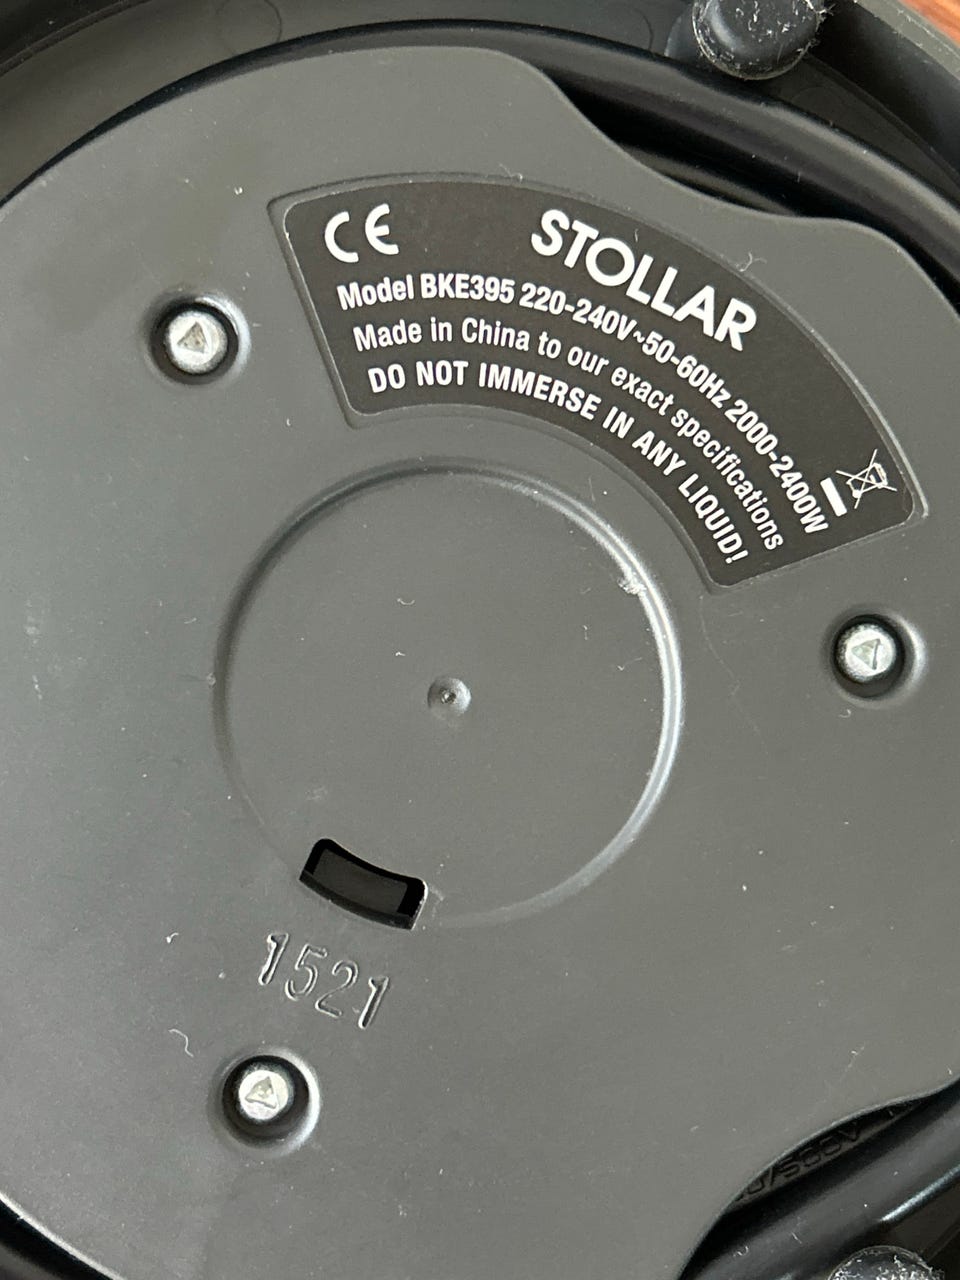 CE
STOLLAR
Model BKE395 220-240V~50-60Hz 2000-2400W
Made in China to our exact specifications
DO NOT IMMERSE IN ANY LIQUID!
1521
/500V